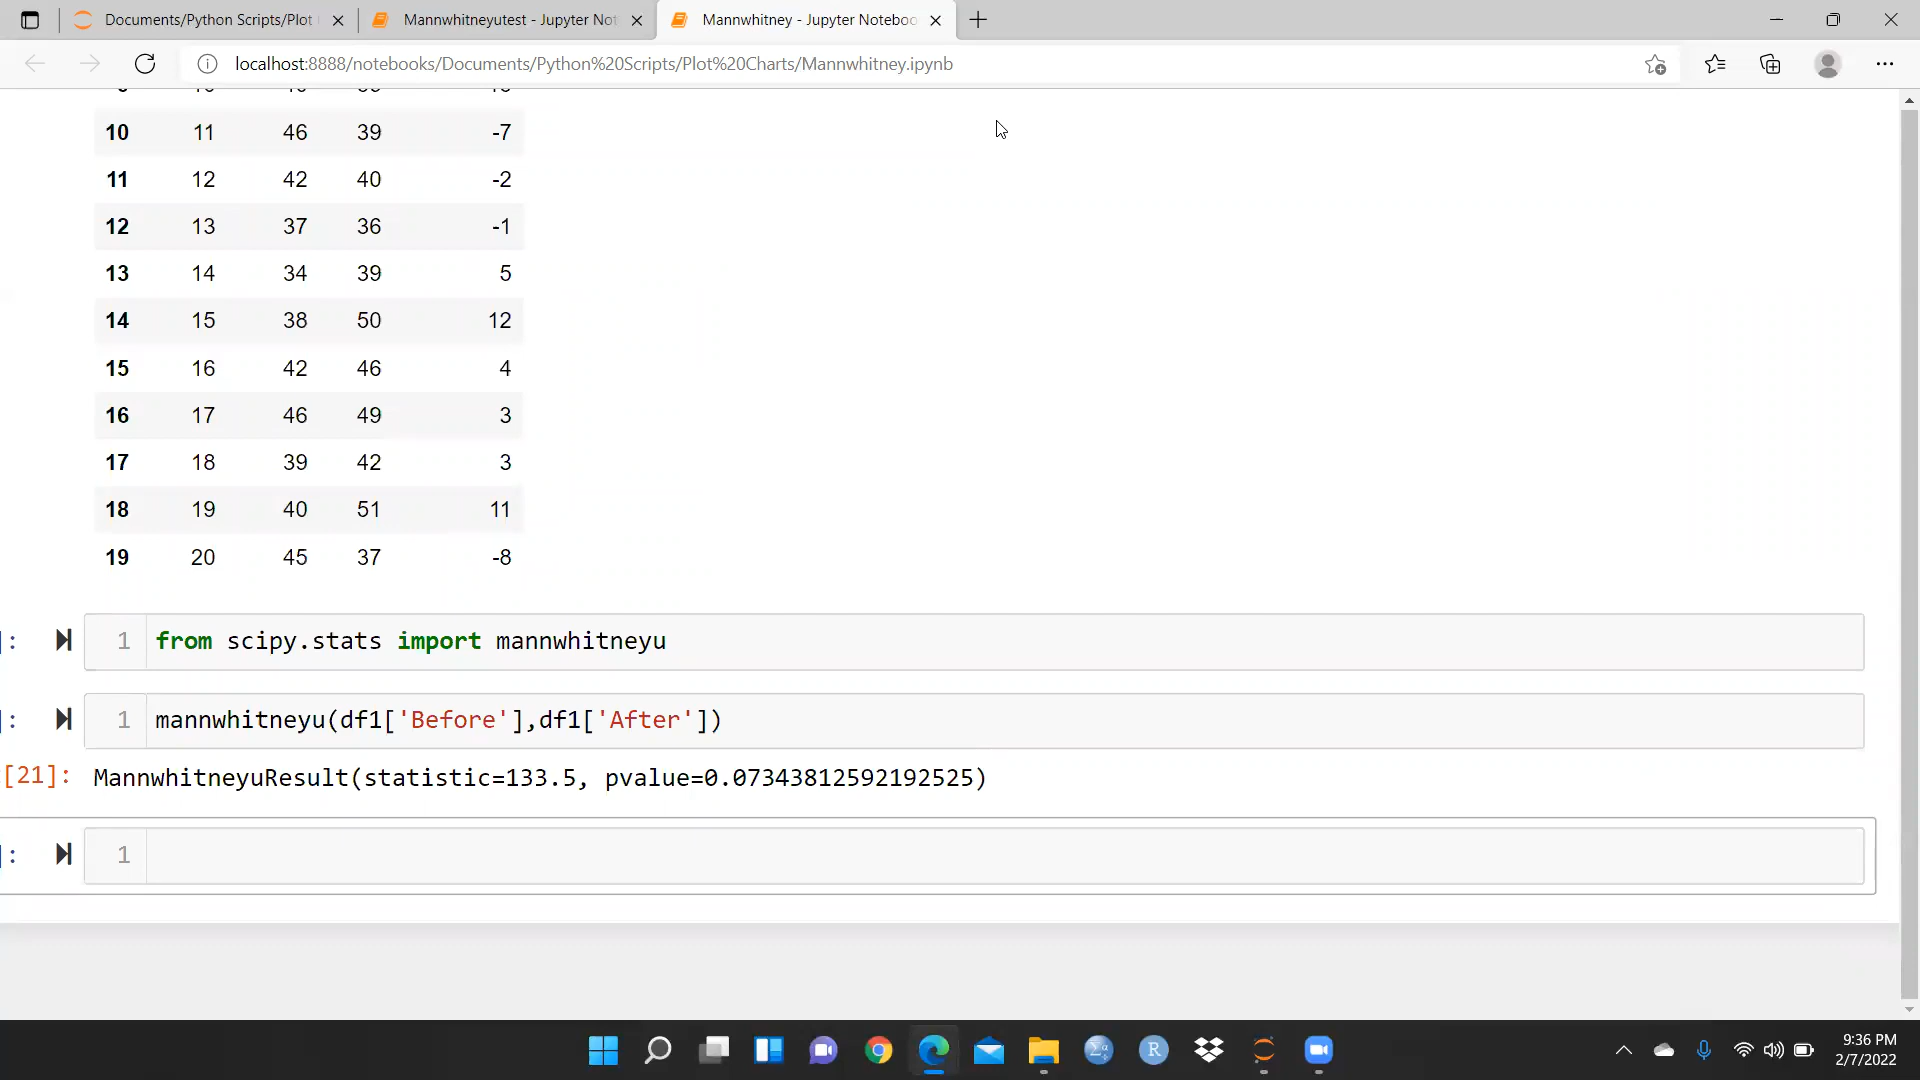 Documents/Python Scripts/Plot
Mannwhitneyutest - Jupyter Not
Mannwhitney - Jupyter Noteboo
localhost:8888/notebooks/Documents/Python%20Scripts/Plot%20Charts/Mannwhitney.ipynb
10 11 46 39 -7
11 12 42 40 -2
12 13 37 36 -1
13 14 34 39 5
14 15 38 50 12
15 16 42 46 4
16 17 46 49 3
17 18 39 42 3
18 19 40 51 11
19 20 45 37 -8
]: 1 from scipy.stats import mannwhitneyu
]: 1 mannwhitneyu(df1['Before'],df1['After'])
[21]: MannwhitneyuResult(statistic=133.5, pvalue=0.07343812592192525)
]: 1
9:36 PM
2/7/2022